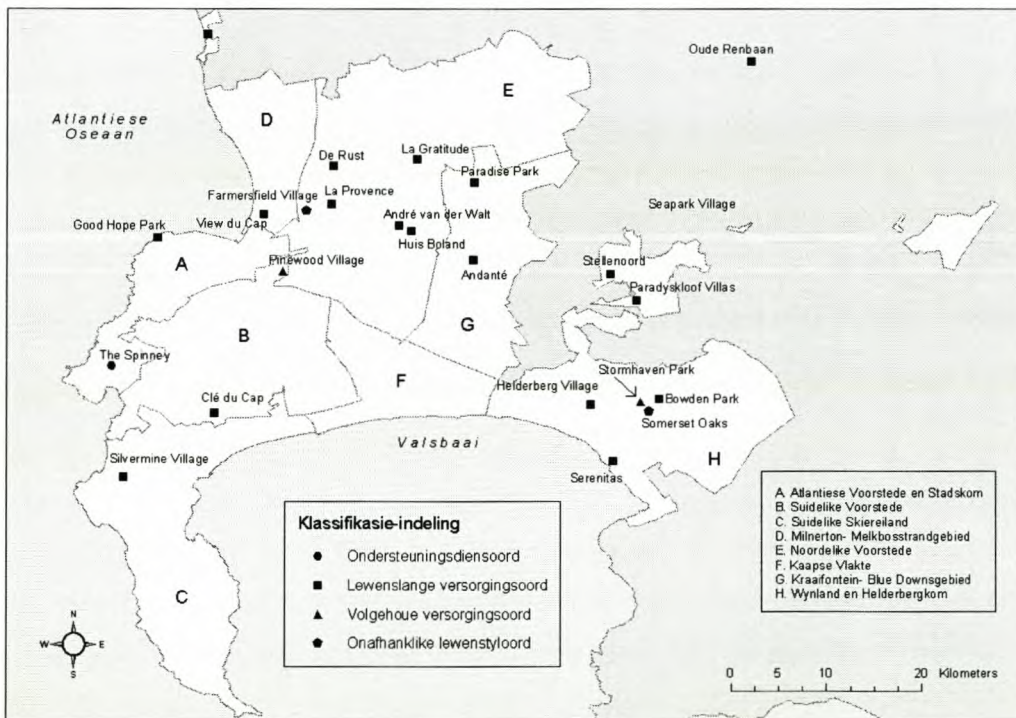 Oude Renbaan
E
Atlantiese
Oseaan
D
La Gratitude
De Rust
Paradise Park
Farmersfield Village
La Provence
Seapark Village
Good Hope Park
View du Cap
André van der Walt
Huis Boland
A
Pinewood Village
Stellenoord
Andanté
Paradyskloof Villas
B
G
The Spinney
Stormhaven Park
F
Helderberg Village
Bowden Park
Clé du Cap
Somerset Oaks
Valsbaai
H
Silvermine Village
Serenitas
C
Klassifikasie-indeling
Ondersteuningsdiensoord
Lewenslange versorgingsoord
Volgehoue versorgingsoord
Onafhanklike lewenstyloord
A. Atlantiese Voorstede en Stadskom
B. Suidelike Voorstede
C. Suidelike Skiereiland
D. Milnerton- Melkbosstrandgebied
E. Noordelike Voorstede
F. Kaapse Vlakte
G. Kraaifontein- Blue Downsgebied
H. Wynland en Helderbergkom
N
W E
S
0 5 10 20 Kilometers